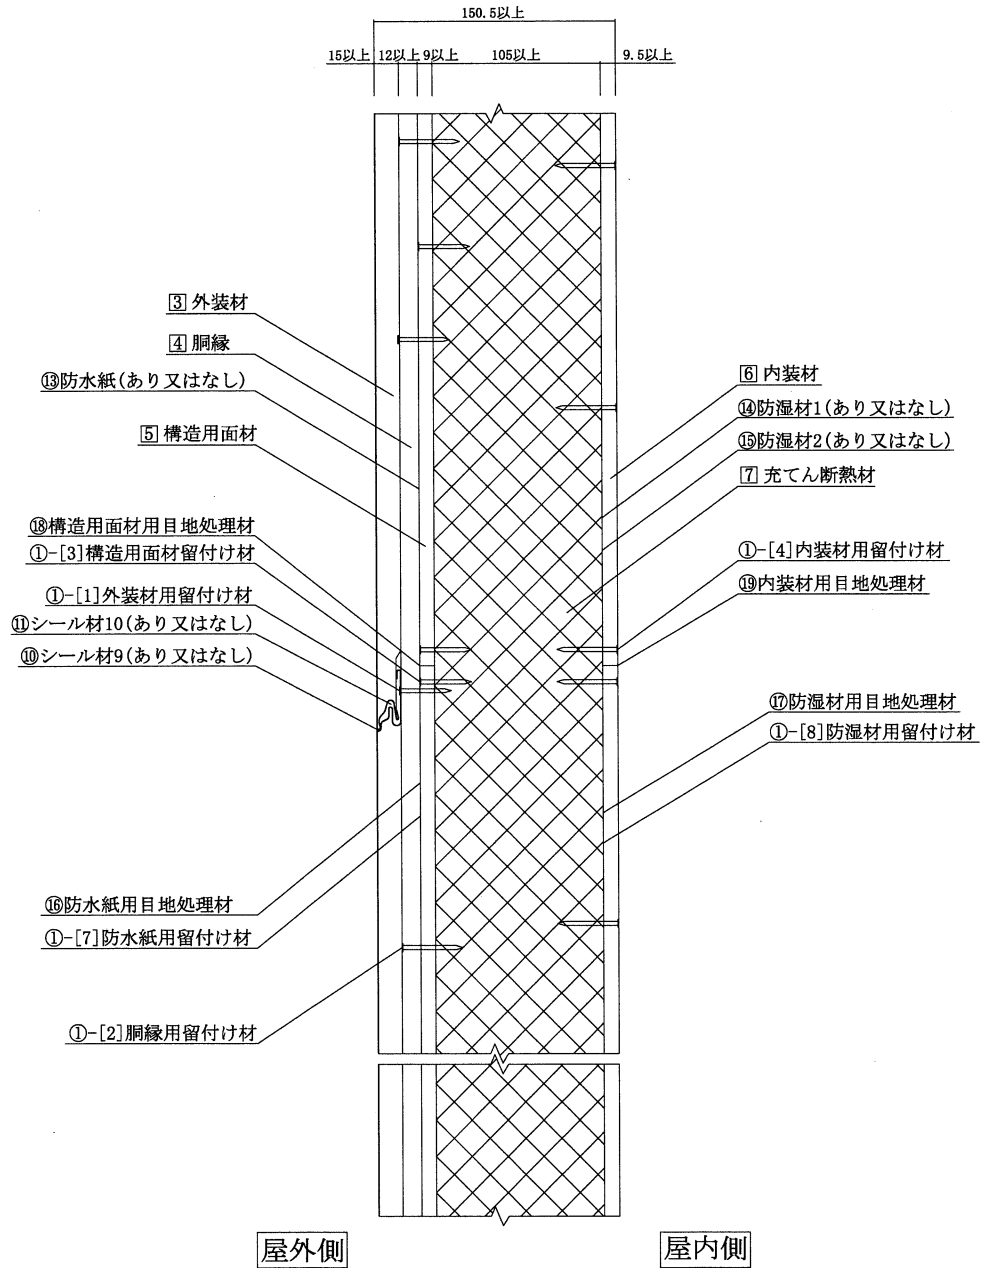 150.5以上
15以上
12以上
9以上
105以上
9.5以上
3 外装材
4 胴縁
⑬防水紙(あり又はなし)
5 構造用面材
⑱構造用面材用目地処理材
①-[3]構造用面材留付け材
①-[1]外装材用留付け材
⑪シール材10(あり又はなし)
⑩シール材9(あり又はなし)
⑯防水紙用目地処理材
①-[7]防水紙用留付け材
①-[2]胴縁用留付け材
6 内装材
⑭防湿材1(あり又はなし)
⑮防湿材2(あり又はなし)
7 充てん断熱材
①-[4]内装材用留付け材
⑲内装材用目地処理材
⑰防湿材用目地処理材
①-[8]防湿材用留付け材
屋外側
屋内側